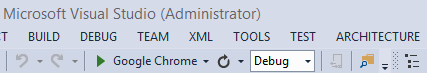 Microsoft Visual Studio (Administrator)
BUILD DEBUG TEAM XML TOOLS TEST ARCHITECTURE
Google Chrome Debug